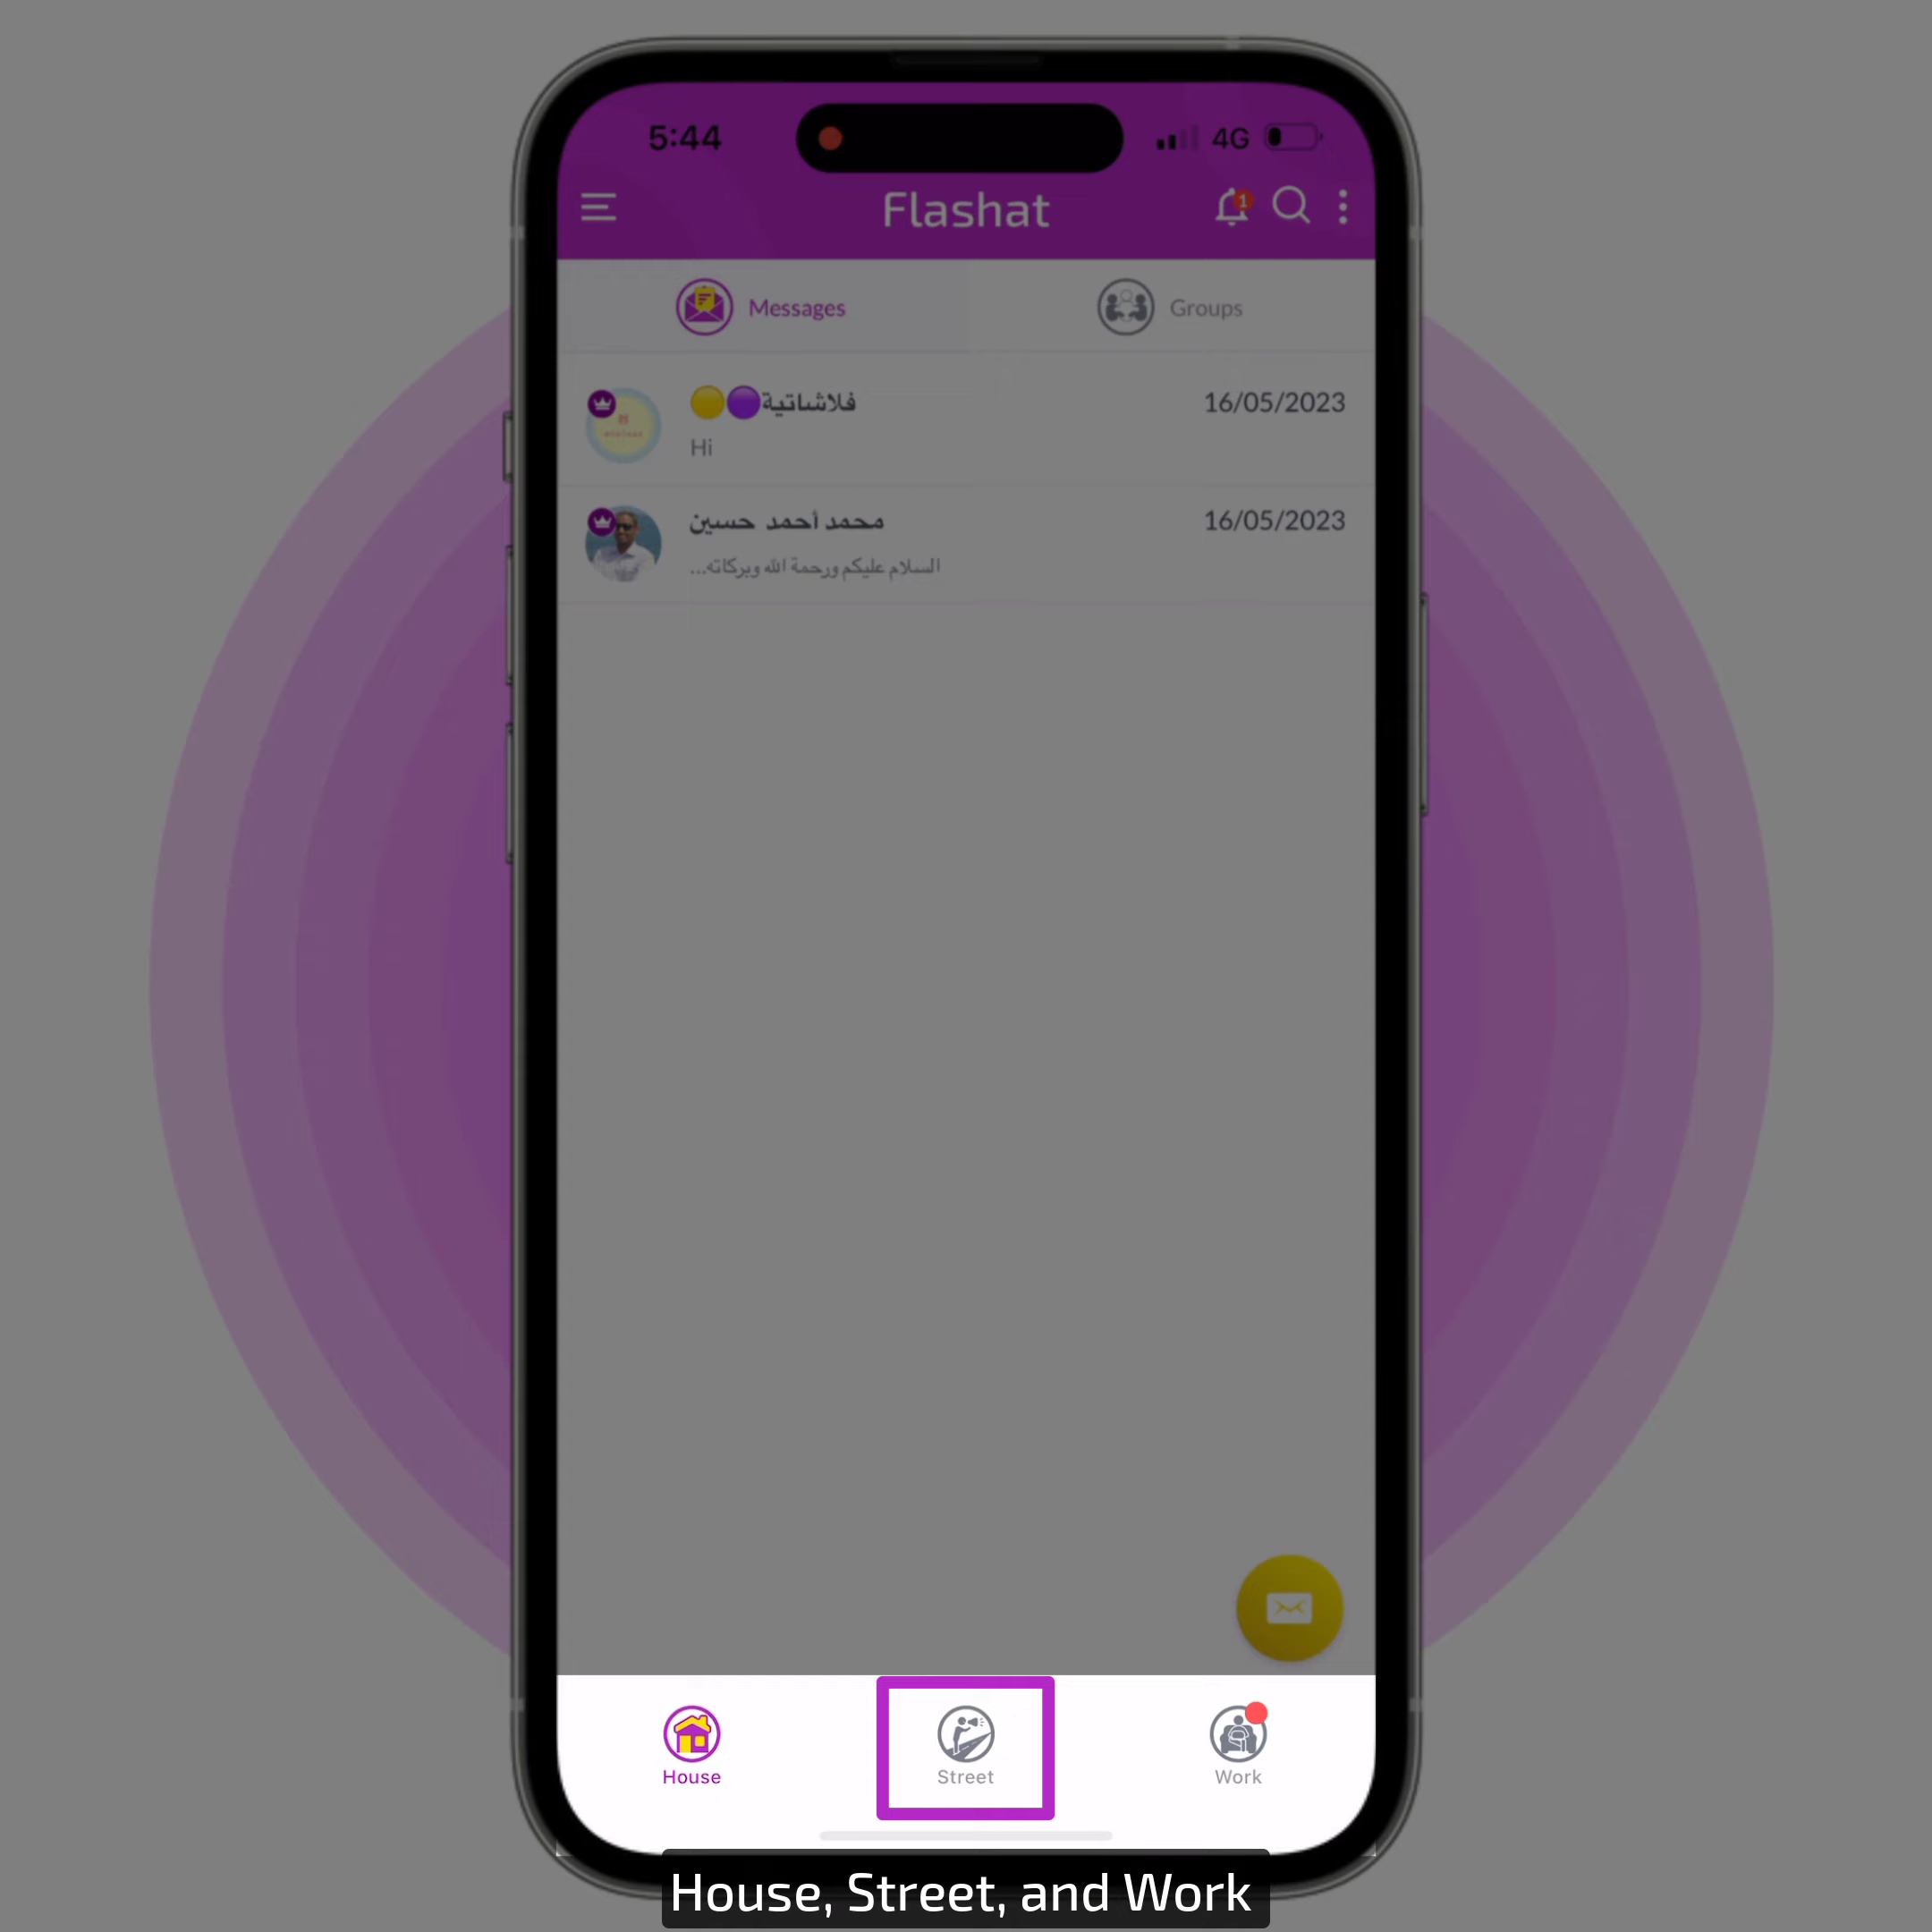 5:44
4G
Flashat
1
Messages
Groups
🟡🟣فلاشاتية
16/05/2023
Hi
محمد أحمد حسين
16/05/2023
السلام عليكم ورحمة الله وبركاته...
House
Street
Work
House, Street, and Work